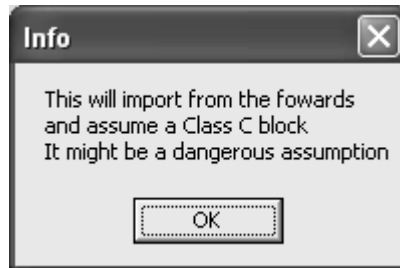 Info
This will import from the fowards
and assume a Class C block
It might be a dangerous assumption
OK